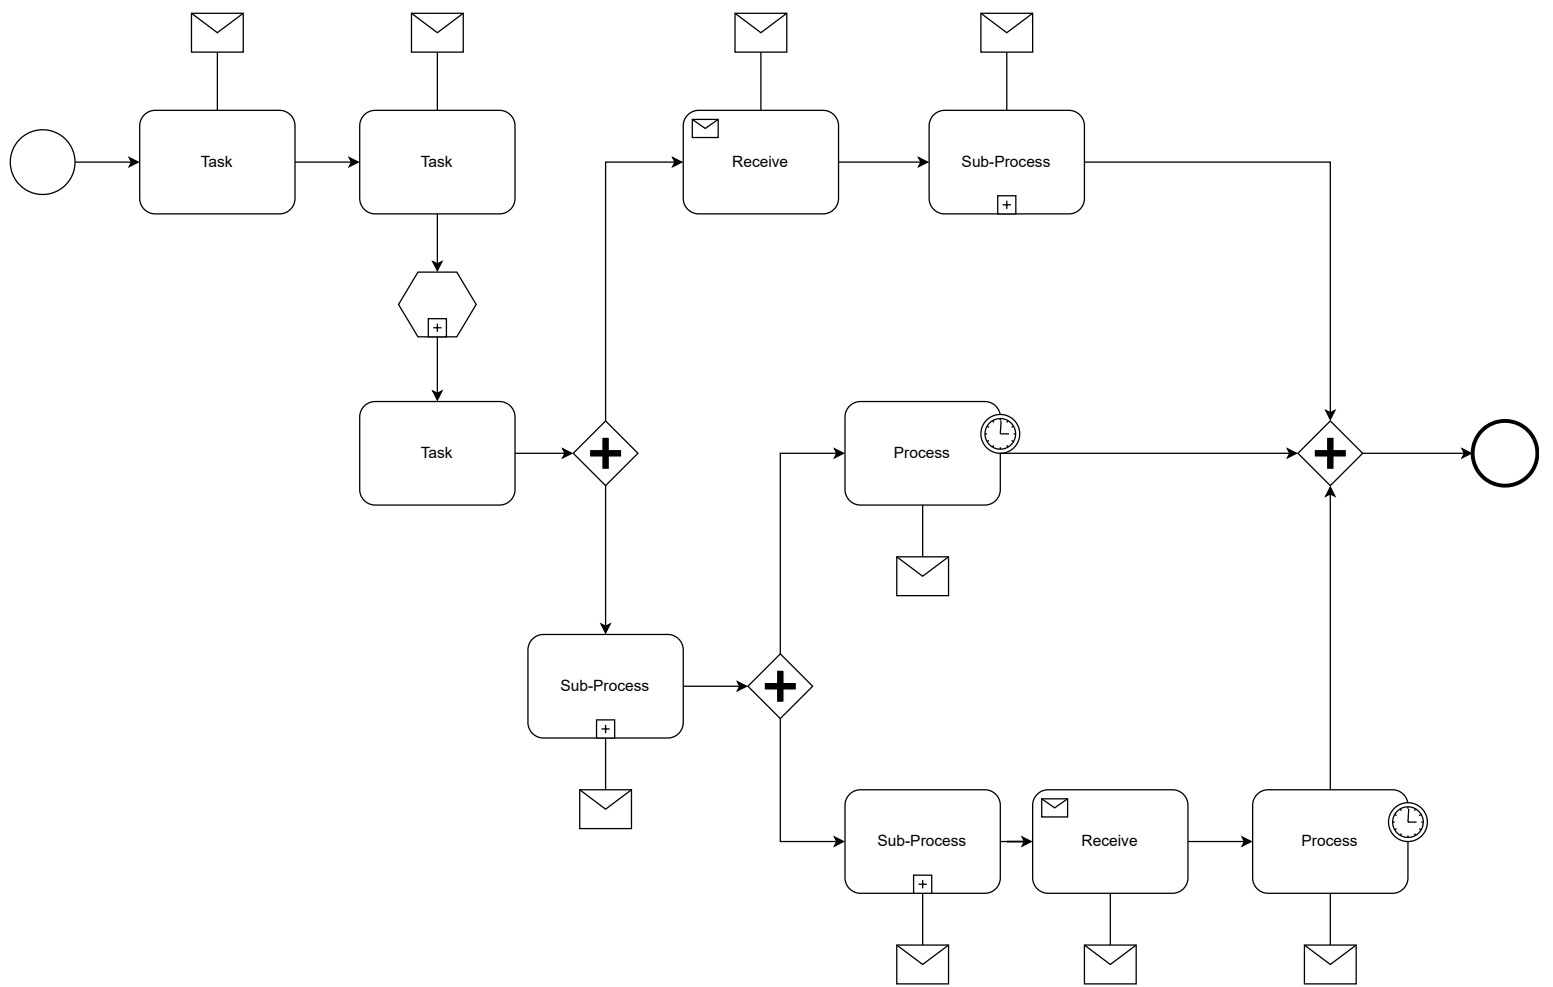 Task
Task
Receive
Sub-Process
Task
Process
Sub-Process
Sub-Process
Receive
Process